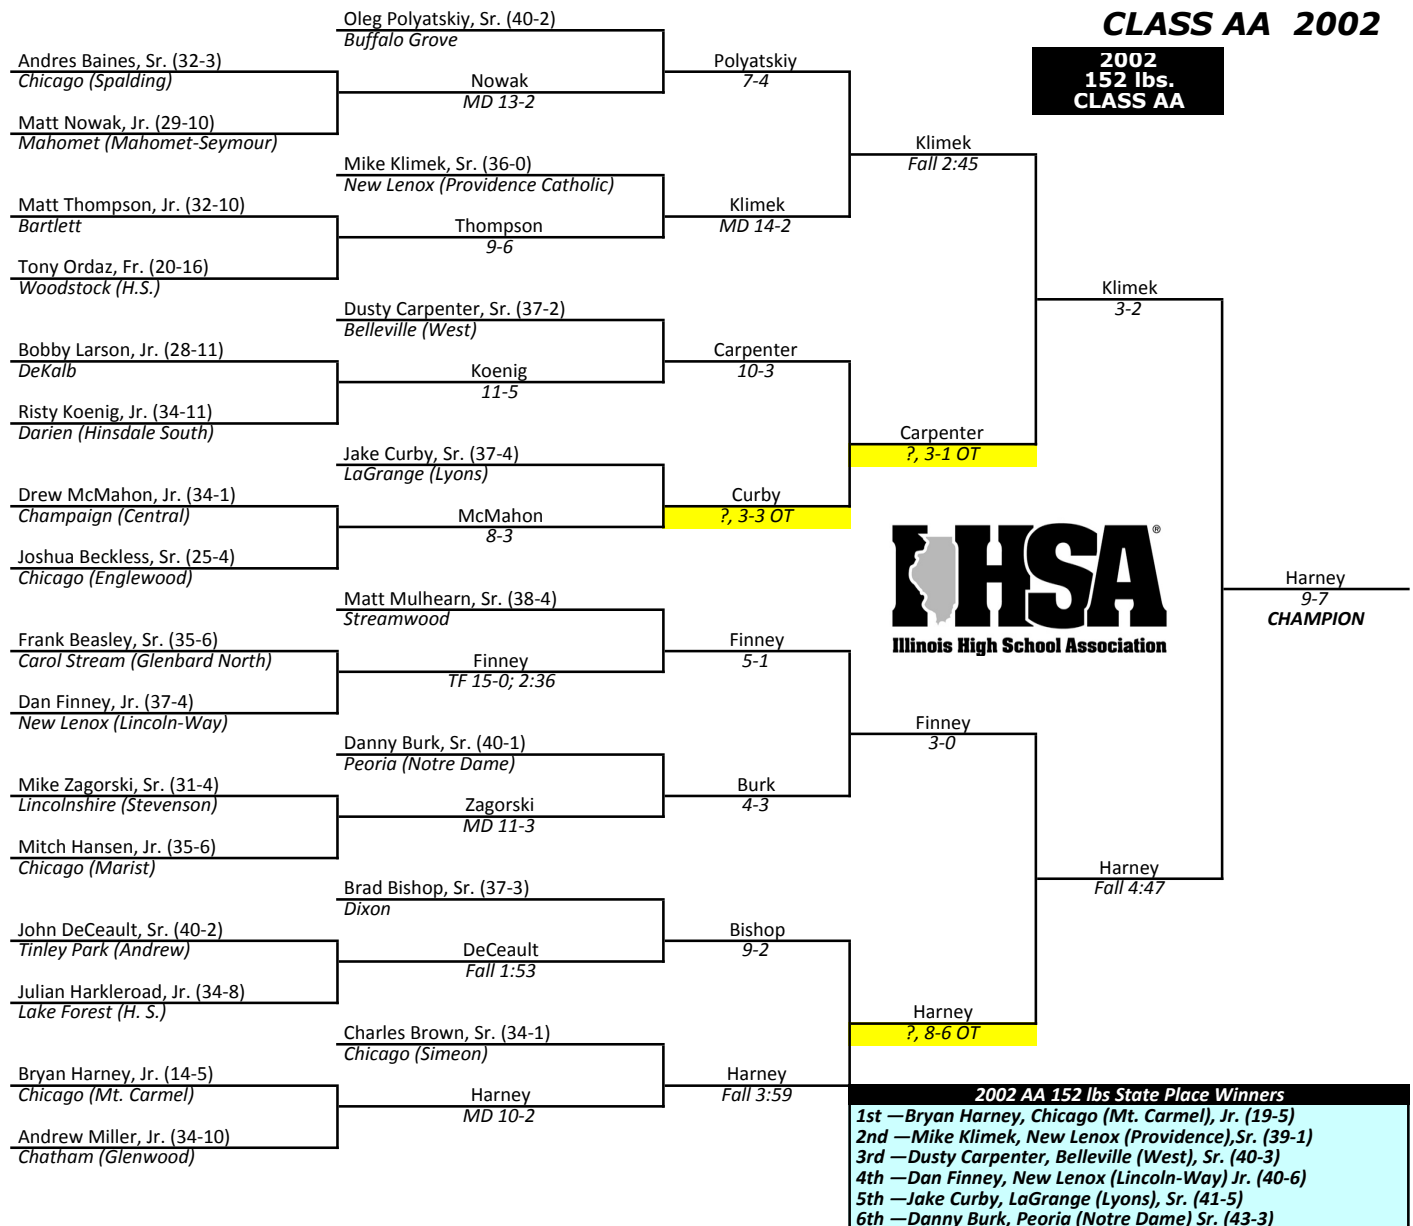 CLASS AA  2002
2002
152 lbs.
CLASS AA
Oleg Polyatskiy, Sr. (40-2)
Buffalo Grove
Andres Baines, Sr. (32-3)
Chicago (Spalding)
Nowak
MD 13-2
Matt Nowak, Jr. (29-10)
Mahomet (Mahomet-Seymour)
Polyatskiy
7-4
Mike Klimek, Sr. (36-0)
New Lenox (Providence Catholic)
Matt Thompson, Jr. (32-10)
Bartlett
Thompson
9-6
Tony Ordaz, Fr. (20-16)
Woodstock (H.S.)
Klimek
MD 14-2
Klimek
Fall 2:45
Dusty Carpenter, Sr. (37-2)
Belleville (West)
Bobby Larson, Jr. (28-11)
DeKalb
Koenig
11-5
Risty Koenig, Jr. (34-11)
Darien (Hinsdale South)
Carpenter
10-3
Jake Curby, Sr. (37-4)
LaGrange (Lyons)
Drew McMahon, Jr. (34-1)
Champaign (Central)
McMahon
8-3
Joshua Beckless, Sr. (25-4)
Chicago (Englewood)
Curby
?, 3-3 OT
Carpenter
?, 3-1 OT
Klimek
3-2
IHSA®
Illinois High School Association
Matt Mulhearn, Sr. (38-4)
Streamwood
Frank Beasley, Sr. (35-6)
Carol Stream (Glenbard North)
Finney
TF 15-0; 2:36
Dan Finney, Jr. (37-4)
New Lenox (Lincoln-Way)
Finney
5-1
Danny Burk, Sr. (40-1)
Peoria (Notre Dame)
Mike Zagorski, Sr. (31-4)
Lincolnshire (Stevenson)
Zagorski
MD 11-3
Mitch Hansen, Jr. (35-6)
Chicago (Marist)
Burk
4-3
Finney
3-0
Brad Bishop, Sr. (37-3)
Dixon
John DeCeault, Sr. (40-2)
Tinley Park (Andrew)
DeCeault
Fall 1:53
Julian Harkleroad, Jr. (34-8)
Lake Forest (H. S.)
Bishop
9-2
Charles Brown, Sr. (34-1)
Chicago (Simeon)
Bryan Harney, Jr. (14-5)
Chicago (Mt. Carmel)
Harney
MD 10-2
Andrew Miller, Jr. (34-10)
Chatham (Glenwood)
Harney
Fall 3:59
Harney
?, 8-6 OT
Harney
Fall 4:47
Harney
9-7
CHAMPION
2002 AA 152 lbs State Place Winners
1st —Bryan Harney, Chicago (Mt. Carmel), Jr. (19-5)
2nd —Mike Klimek, New Lenox (Providence),Sr. (39-1)
3rd —Dusty Carpenter, Belleville (West), Sr. (40-3)
4th —Dan Finney, New Lenox (Lincoln-Way) Jr. (40-6)
5th —Jake Curby, LaGrange (Lyons), Sr. (41-5)
6th —Danny Burk, Peoria (Notre Dame) Sr. (43-3)